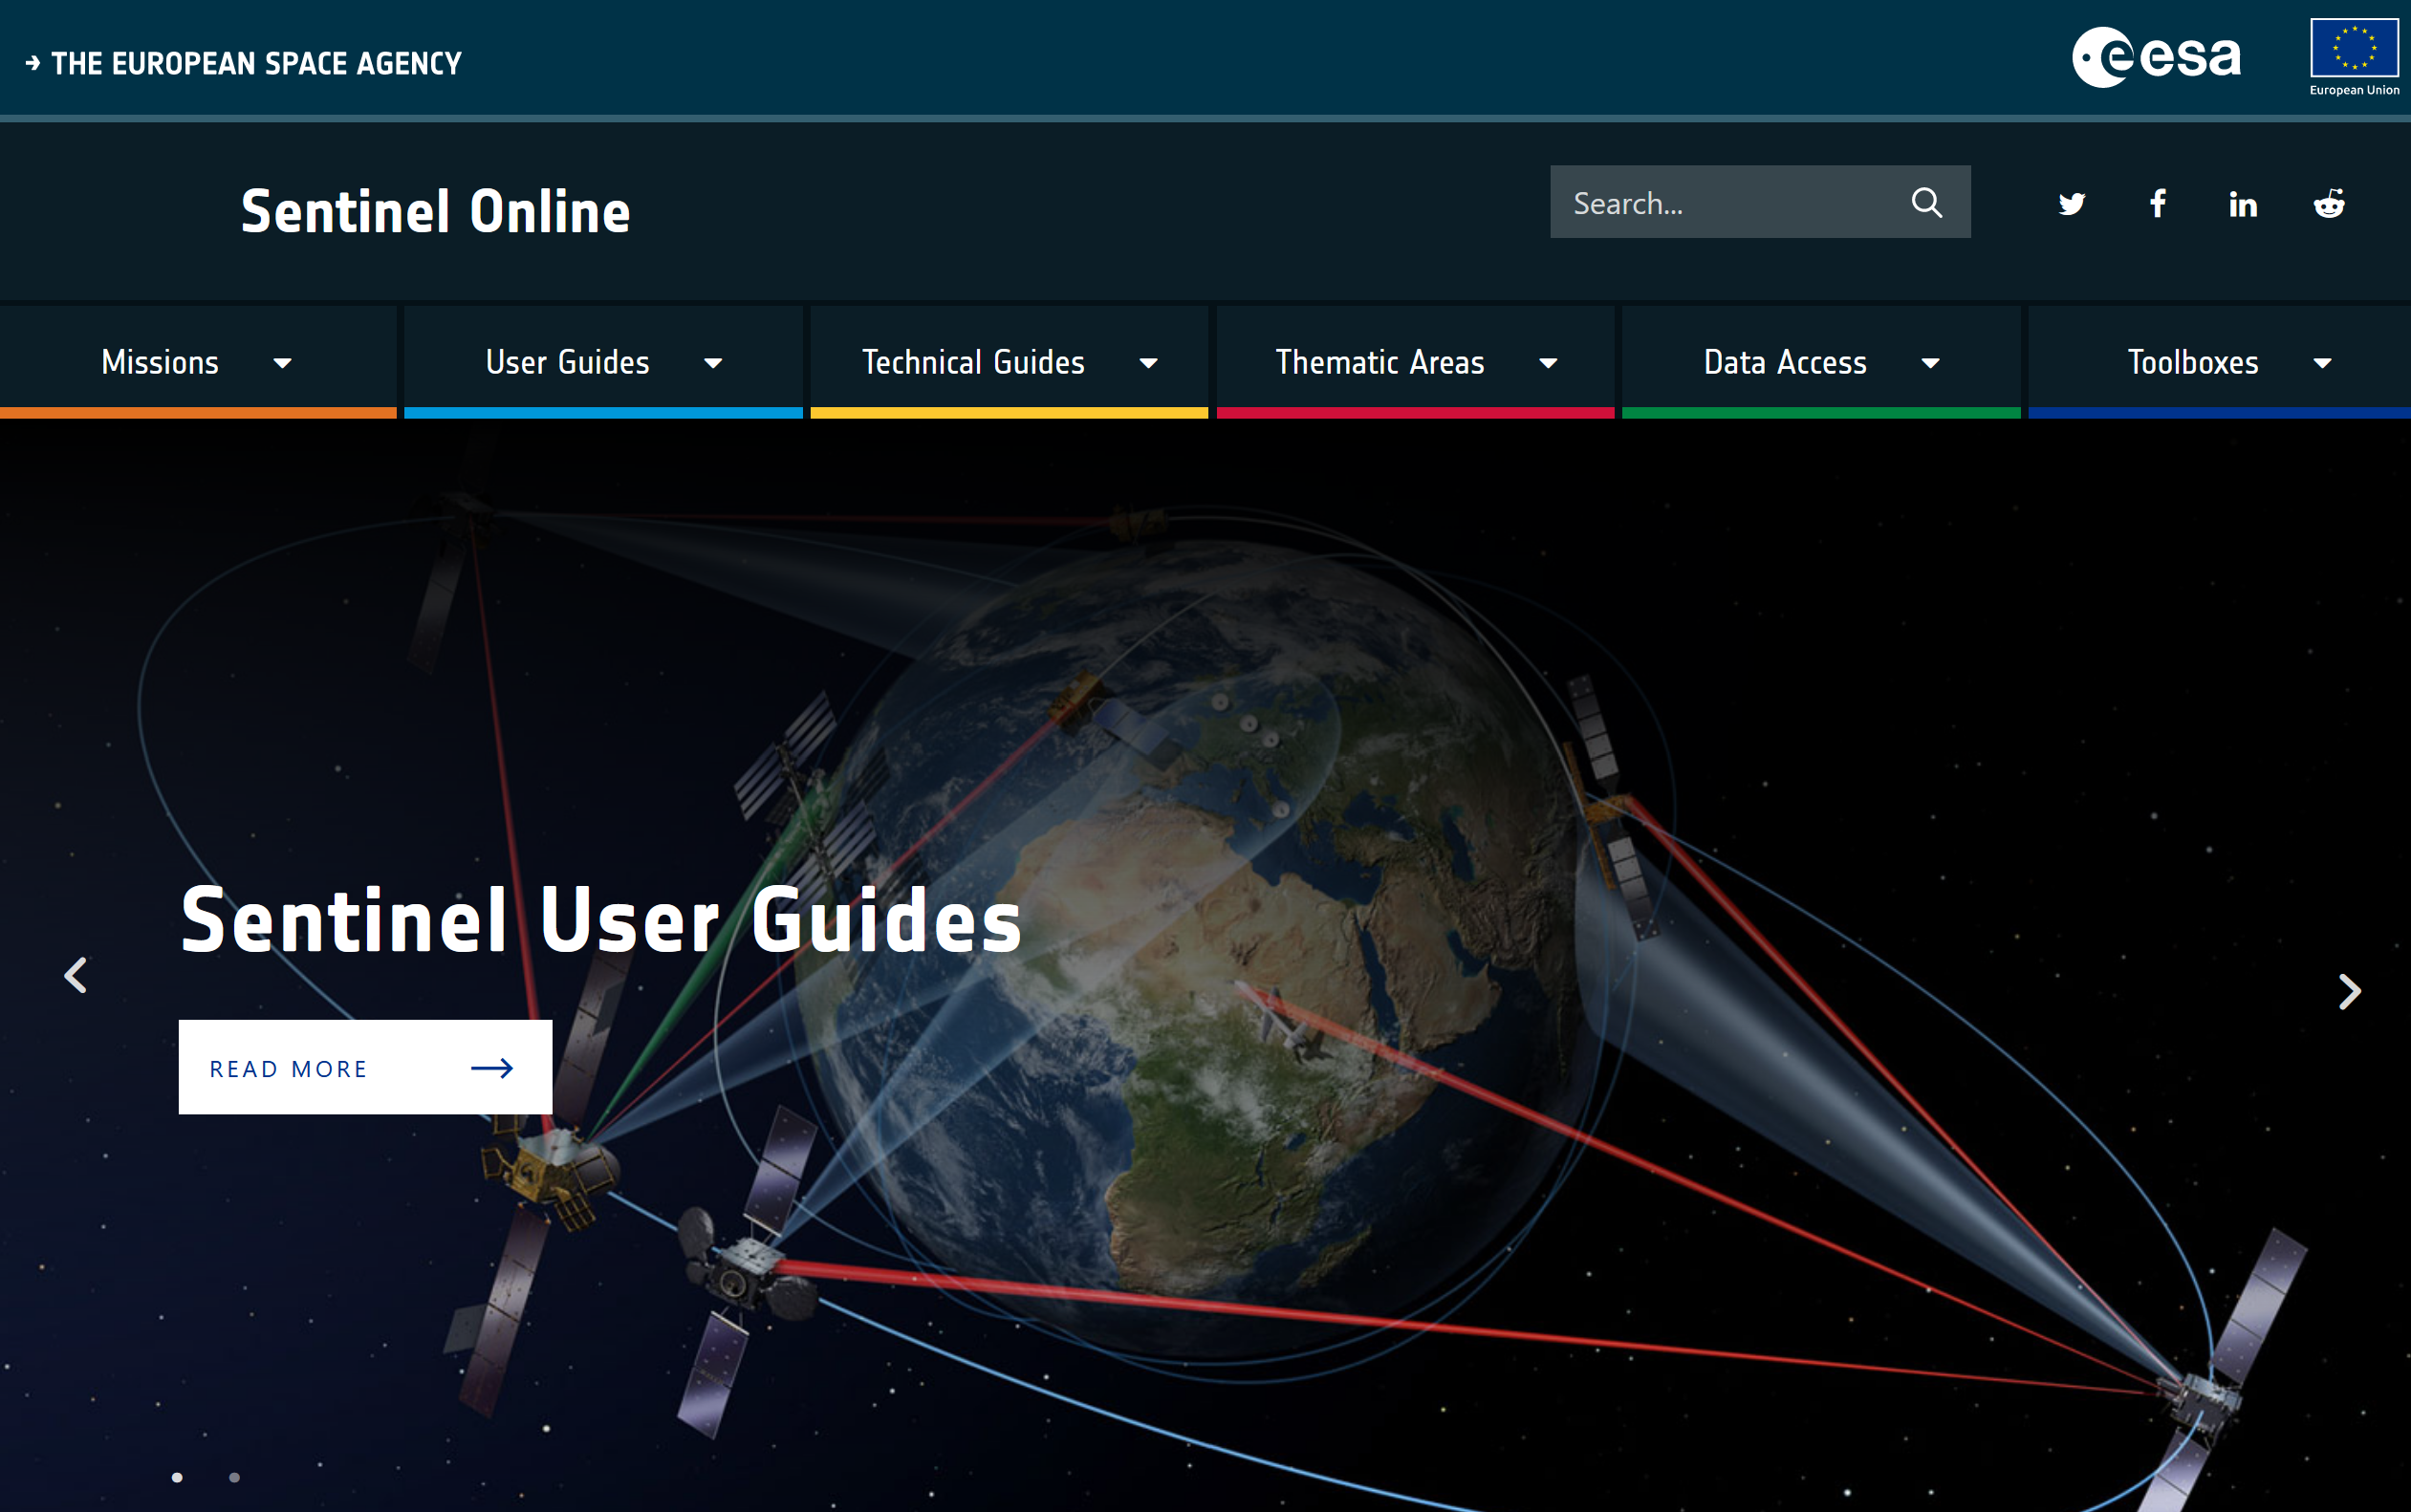 THE EUROPEAN SPACE AGENCY
esa
European Union
Sentinel Online
Search...
Missions
User Guides
Technical Guides
Thematic Areas
Data Access
Toolboxes
Sentinel User Guides
READ MORE